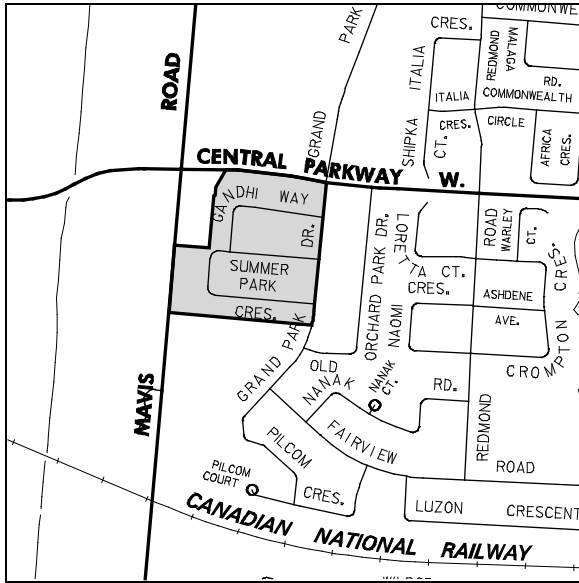 COMMONWE
CRES.
PARK
ITALIA
REDMOND
MALAGA
RD.
ROAD
ITALIA
COMMONWEALTH
CRES.
CIRCLE
GRAND
SHIPKA
CT.
AFRICA
CRES.
CENTRAL PARKWAY W.
GANDHI WAY
DR.
SUMMER
PARK
CRES.
ORCHARD PARK DR.
LORETTA CT.
ROAD
WARLEY
CT.
CRES.
NAOMI
ASHDENE
AVE.
CROMPTON CRES.
GRAND PARK
OLD
NANAK
NANAK
CT.
RD.
MAVIS
FAIRVIEW
REDMOND
ROAD
PILCOM
CRES.
PILCOM
COURT
LUZON CRESCENT
CANADIAN NATIONAL RAILWAY